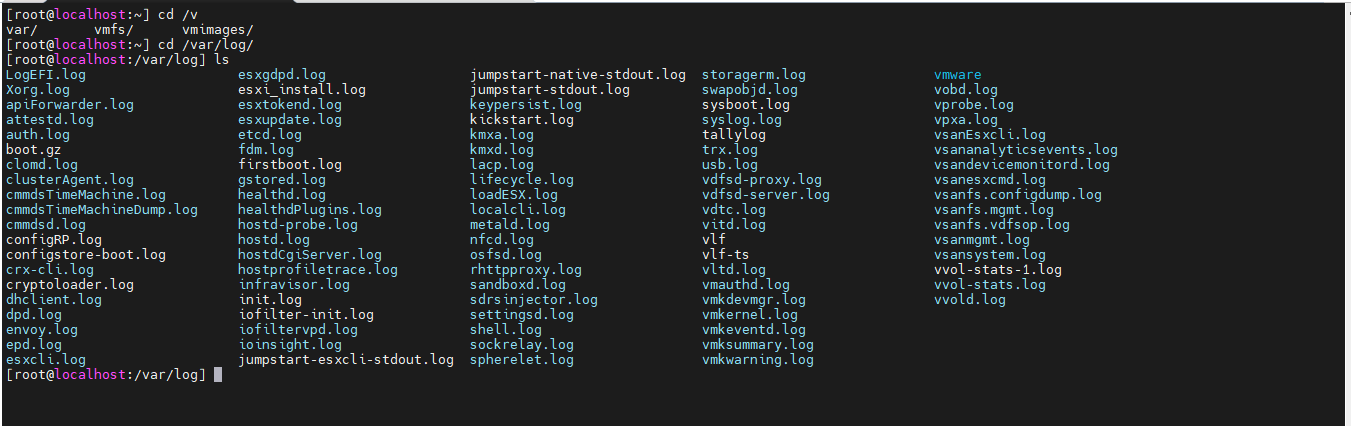 [root@localhost:~] cd /v
var/       vmfs/      vmimages/
[root@localhost:~] cd /var/log/
[root@localhost:/var/log] ls
LogEFI.log                   esxgdpd.log                  jumpstart-native-stdout.log  storagerm.log                vmware
Xorg.log                     esxi_install.log             jumpstart-stdout.log         swapobjd.log                 vobd.log
apiForwarder.log             esxtokend.log                keypersist.log               sysboot.log                  vprobe.log
attestd.log                  esxupdate.log                kickstart.log                syslog.log                   vpxa.log
auth.log                     etcd.log                     kmxa.log                     tallylog                     vsanEsxcli.log
boot.gz                      fdm.log                      kmxd.log                     trx.log                      vsananalyticsevents.log
clomd.log                    firstboot.log                lacp.log                     usb.log                      vsandevicemonitord.log
clusterAgent.log             gstored.log                  lifecycle.log                vdfsd-proxy.log              vsanesxcmd.log
cmmdsTimeMachine.log         healthd.log                  loadESX.log                  vdfsd-server.log             vsanfs.configdump.log
cmmdsTimeMachineDump.log     healthdPlugins.log           localcli.log                 vdtc.log                     vsanfs.mgmt.log
cmmdsd.log                   hostd-probe.log              metald.log                   vitd.log                     vsanfs.vdfsop.log
configRP.log                 hostd.log                    nfcd.log                     vlf                          vsanmgmt.log
configstore-boot.log         hostdCgiServer.log           osfsd.log                    vlf-ts                       vsansystem.log
crx-cli.log                  hostprofiletrace.log         rhttpproxy.log               vltd.log                     vvol-stats-1.log
cryptoloader.log             infravisor.log               sandboxd.log                 vmauthd.log                  vvol-stats.log
dhclient.log                 init.log                     sdrsinjector.log             vmkdevmgr.log                vvold.log
dpd.log                      iofilter-init.log            settingsd.log                vmkernel.log
envoy.log                    iofiltervpd.log              shell.log                    vmkeventd.log
epd.log                      ioinsight.log                sockrelay.log                vmksummary.log
esxcli.log                   jumpstart-esxcli-stdout.log  spherelet.log                vmkwarning.log
[root@localhost:/var/log]